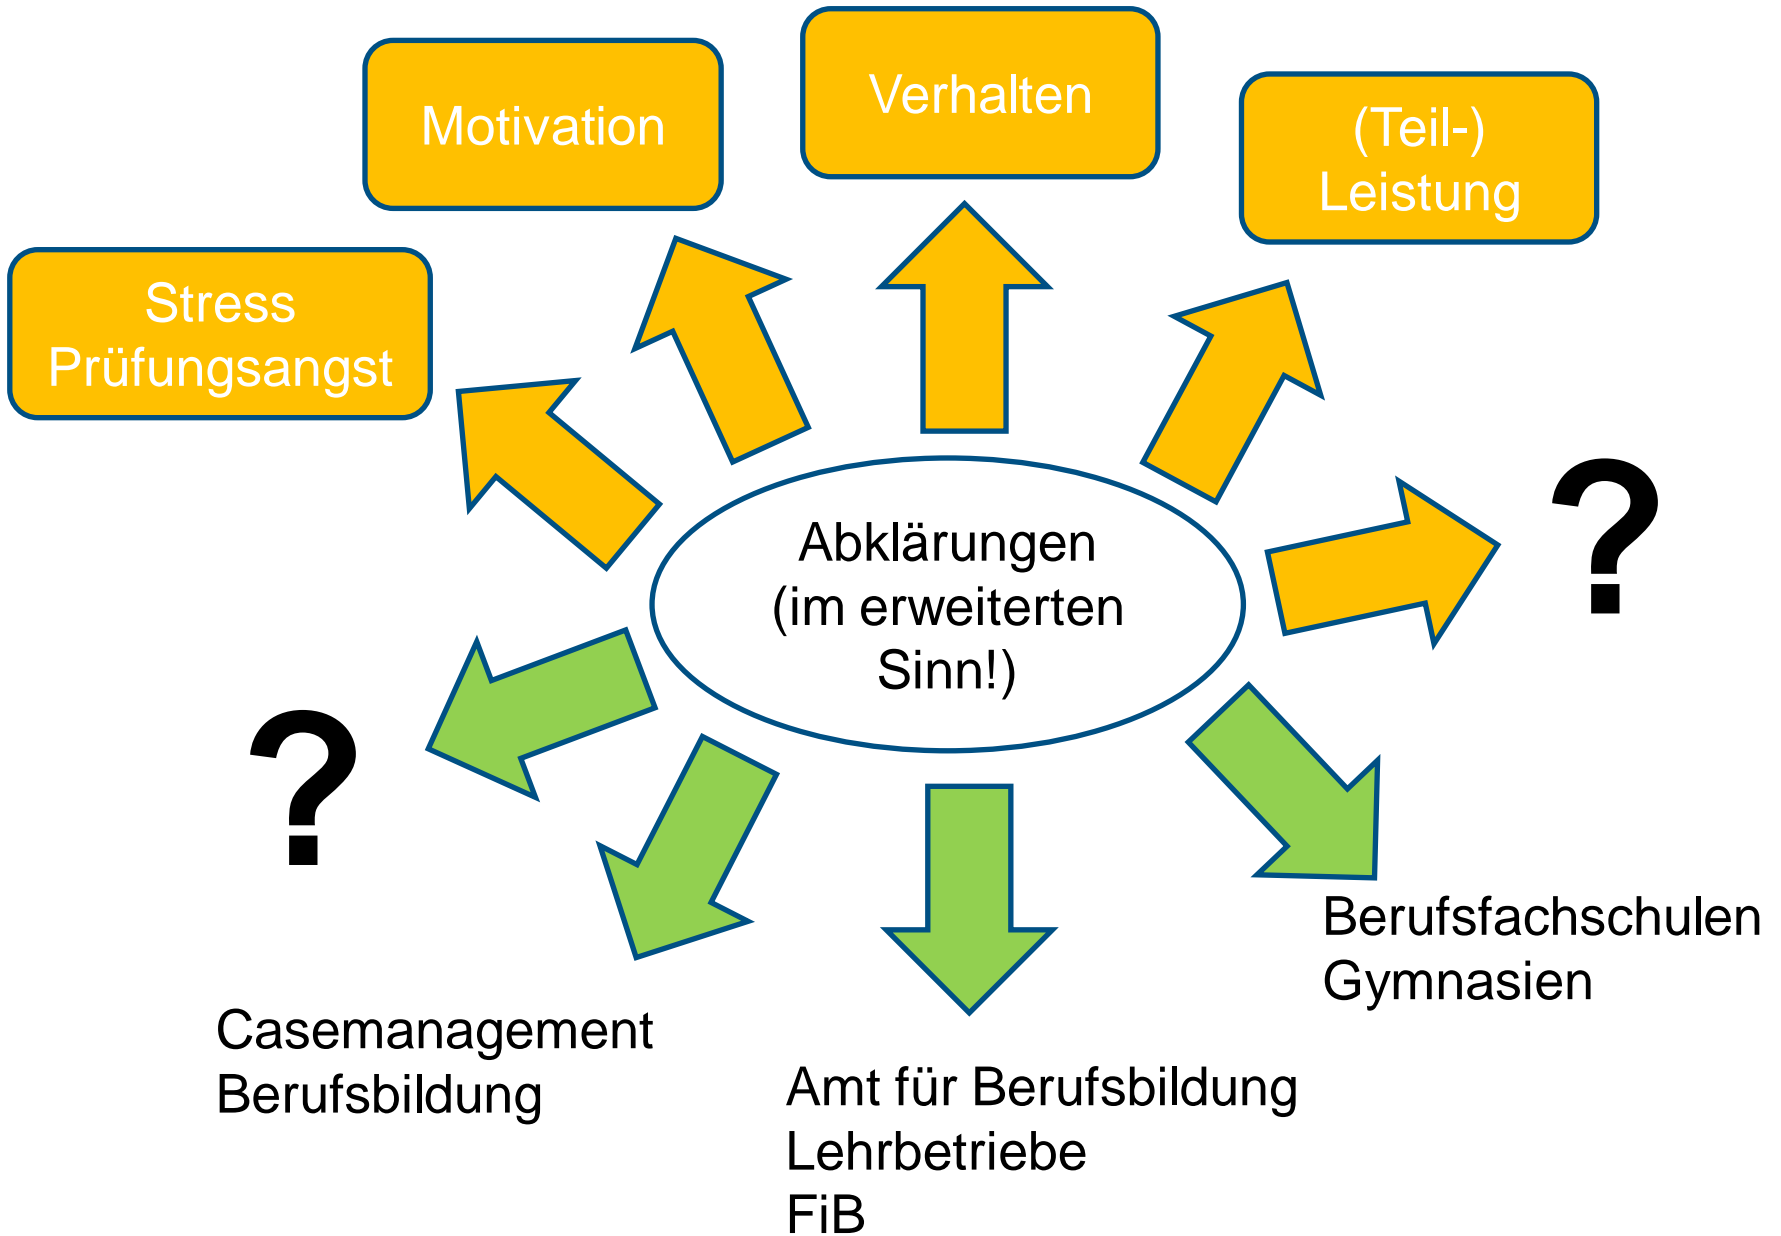 Verhalten
Motivation
(Teil-)
Leistung
Stress
Prüfungsangst
?
Abklärungen
(im erweiterten
Sinn!)
?
Berufsfachschulen
Gymnasien
Casemanagement
Berufsbildung
Amt für Berufsbildung
Lehrbetriebe
FiB